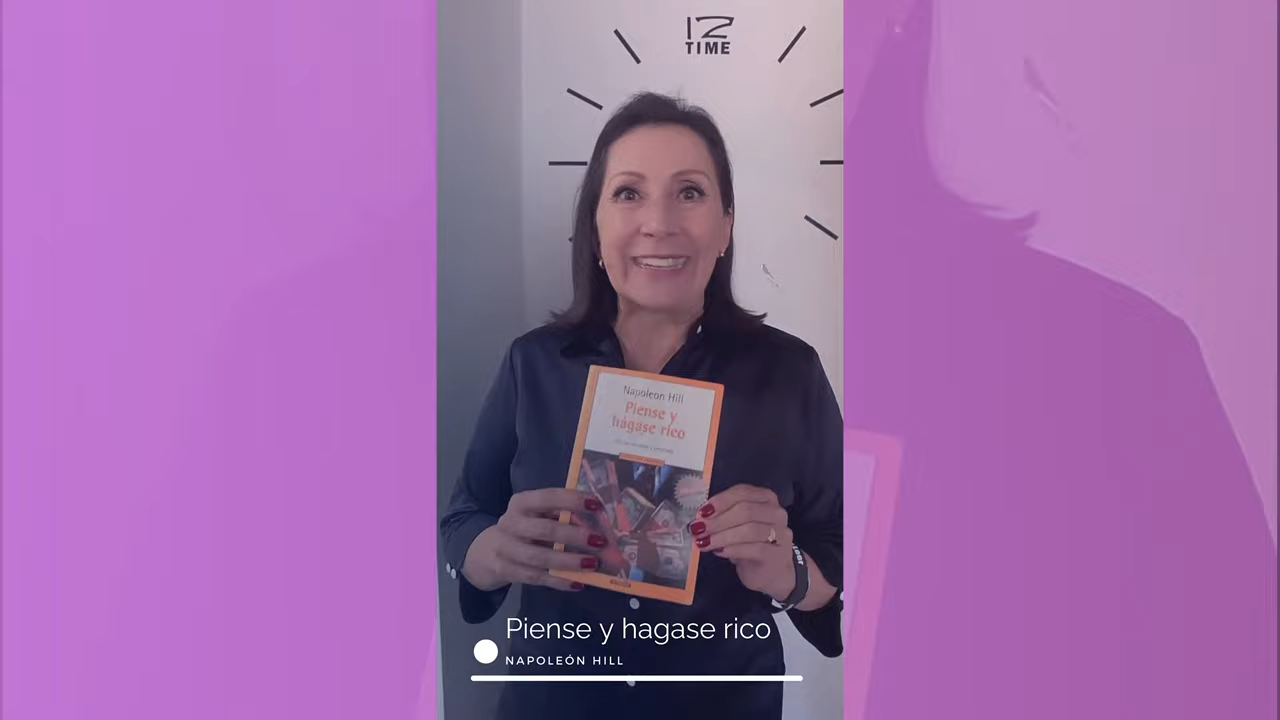 12
TIME
Napoleon Hill
Piense y
hágase rico
Piense y hagase rico
NAPOLEÓN HILL